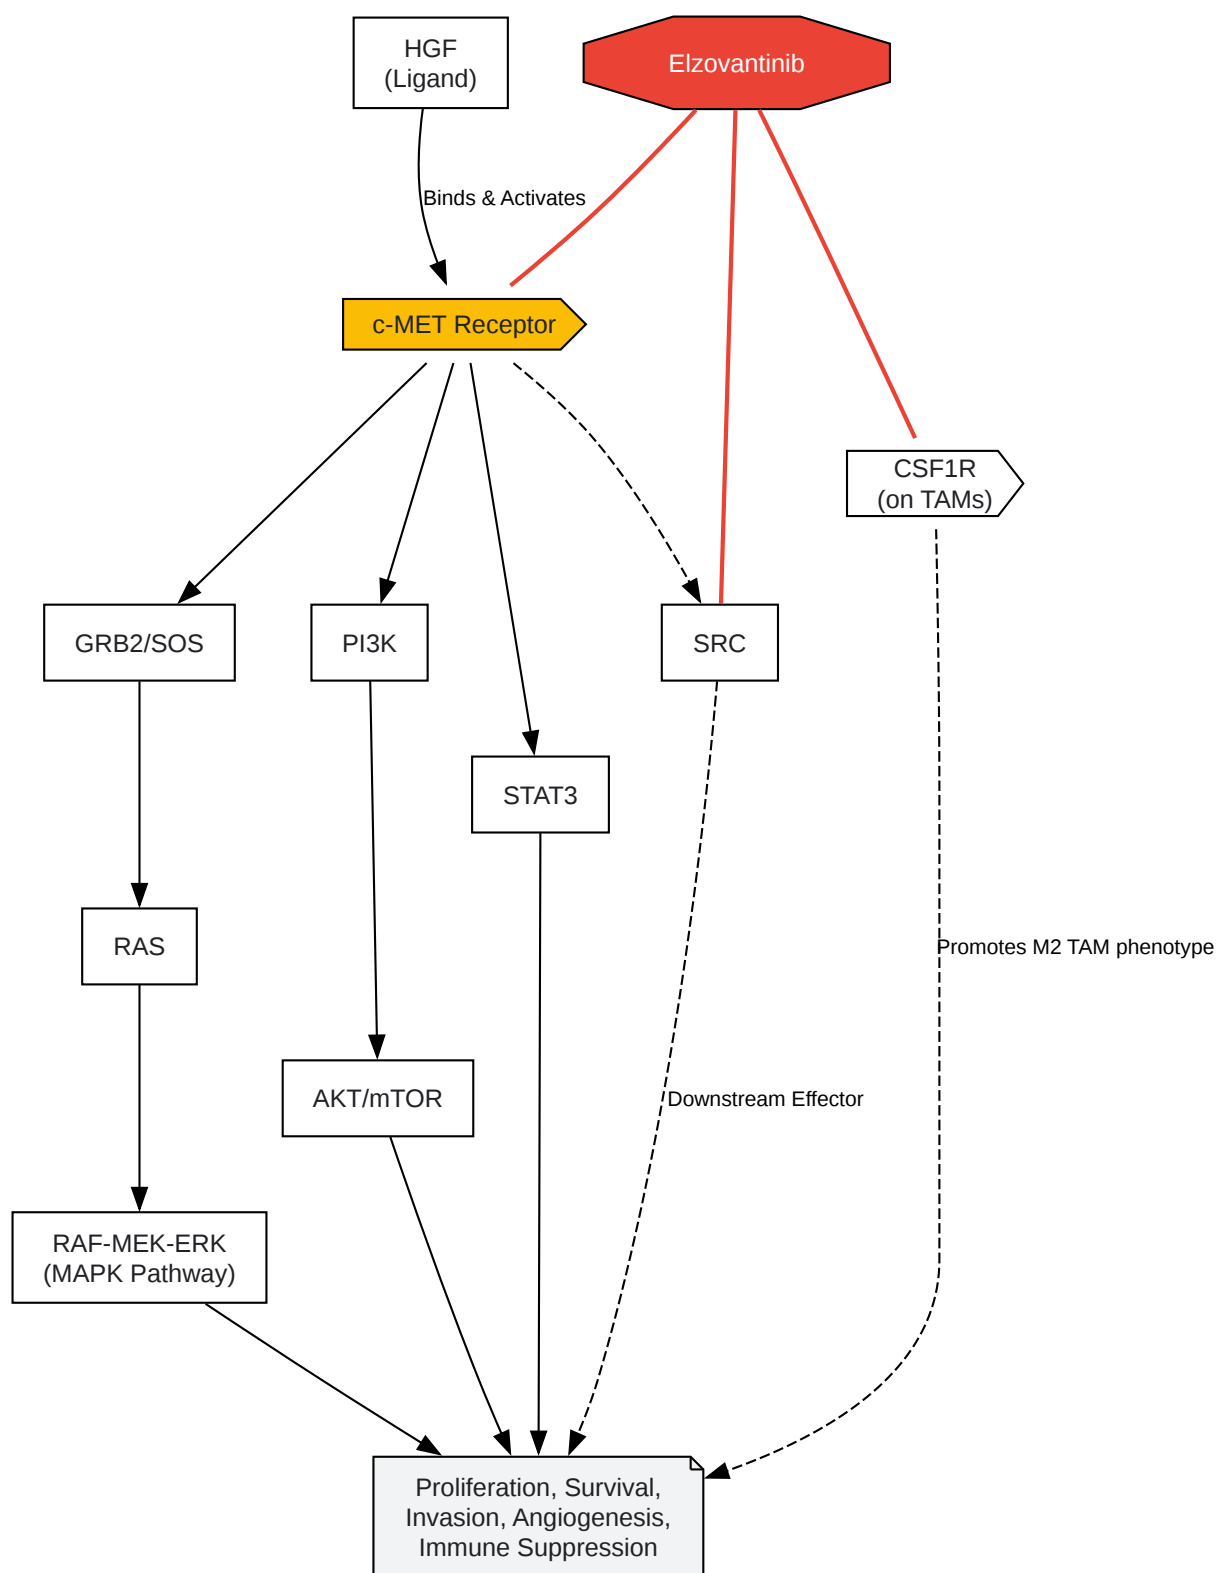 HGF
(Ligand)
Elzovantinib
Binds & Activates
c-MET Receptor
CSF1R
(on TAMs)
GRB2/SOS
PI3K
SRC
STAT3
RAS
Promotes M2 TAM phenotype
AKT/mTOR
Downstream Effector
RAF-MEK-ERK
(MAPK Pathway)
Proliferation, Survival,
Invasion, Angiogenesis,
Immune Suppression